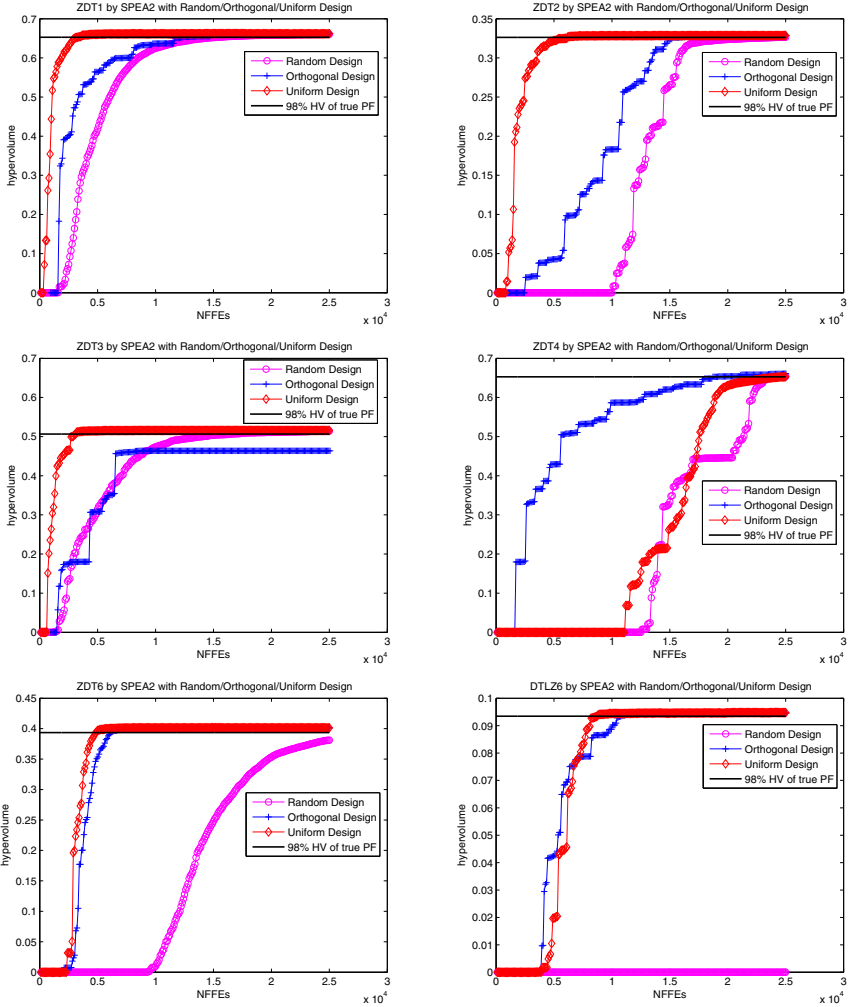 ZDT1 by SPEA2 with Random/Orthogonal/Uniform Design
0.7
0.6
0.5
0.4
0.3
0.2
0.1
0
hypervolume
Random Design
Orthogonal Design
Uniform Design
98% HV of true PF
0 0.5 1 1.5 2 2.5 3
NFFEs
x 10^4
ZDT2 by SPEA2 with Random/Orthogonal/Uniform Design
0.35
0.3
0.25
0.2
0.15
0.1
0.05
0
hypervolume
Random Design
Orthogonal Design
Uniform Design
98% HV of true PF
0 0.5 1 1.5 2 2.5 3
NFFEs
x 10^4
ZDT3 by SPEA2 with Random/Orthogonal/Uniform Design
0.7
0.6
0.5
0.4
0.3
0.2
0.1
0
hypervolume
Random Design
Orthogonal Design
Uniform Design
98% HV of true PF
0 0.5 1 1.5 2 2.5 3
NFFEs
x 10^4
ZDT4 by SPEA2 with Random/Orthogonal/Uniform Design
0.7
0.6
0.5
0.4
0.3
0.2
0.1
0
hypervolume
Random Design
Orthogonal Design
Uniform Design
98% HV of true PF
0 0.5 1 1.5 2 2.5 3
NFFEs
x 10^4
ZDT6 by SPEA2 with Random/Orthogonal/Uniform Design
0.45
0.4
0.35
0.3
0.25
0.2
0.15
0.1
0.05
0
hypervolume
Random Design
Orthogonal Design
Uniform Design
98% HV of true PF
0 0.5 1 1.5 2 2.5 3
NFFEs
x 10^4
DTLZ6 by SPEA2 with Random/Orthogonal/Uniform Design
0.1
0.09
0.08
0.07
0.06
0.05
0.04
0.03
0.02
0.01
0
hypervolume
Random Design
Orthogonal Design
Uniform Design
98% HV of true PF
0 0.5 1 1.5 2 2.5 3
NFFEs
x 10^4